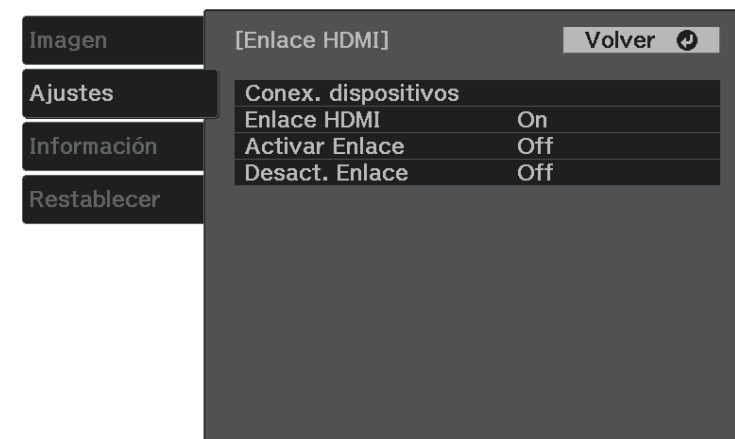 Imagen
Ajustes
Información
Restablecer
[Enlace HDMI]
Volver
Conex. dispositivos
Enlace HDMI On
Activar Enlace Off
Desact. Enlace Off